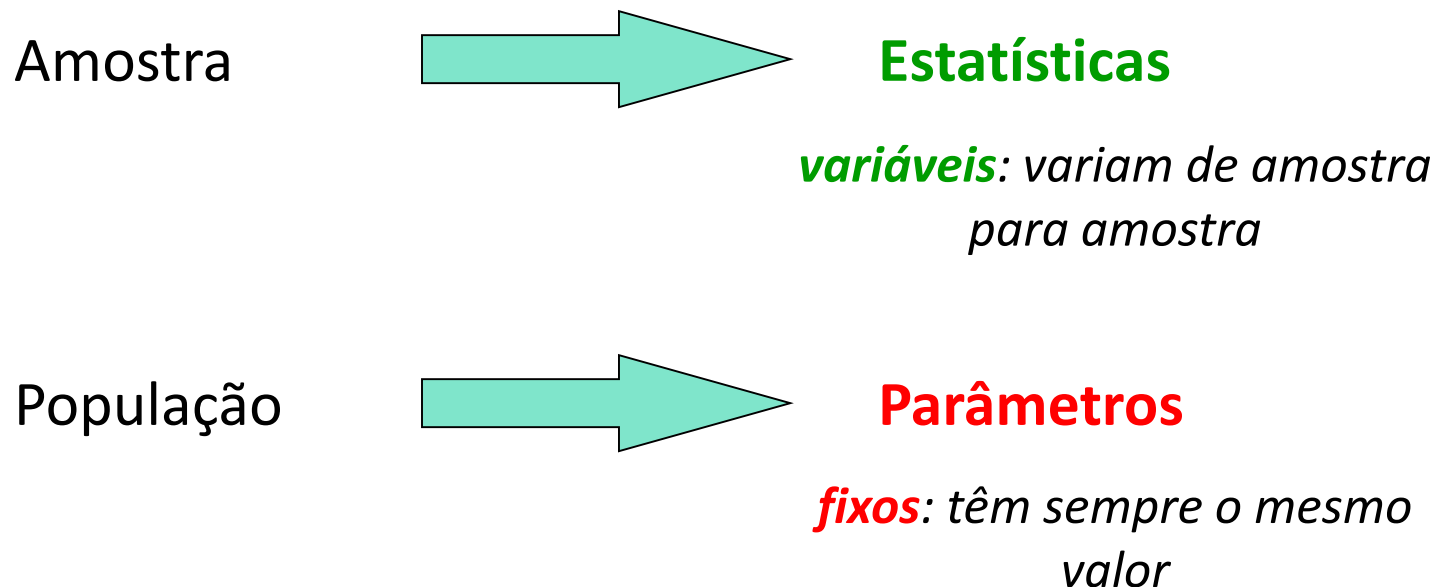 Amostra
Estatísticas
variáveis: variam de amostra
para amostra
População
Parâmetros
fixos: têm sempre o mesmo
valor